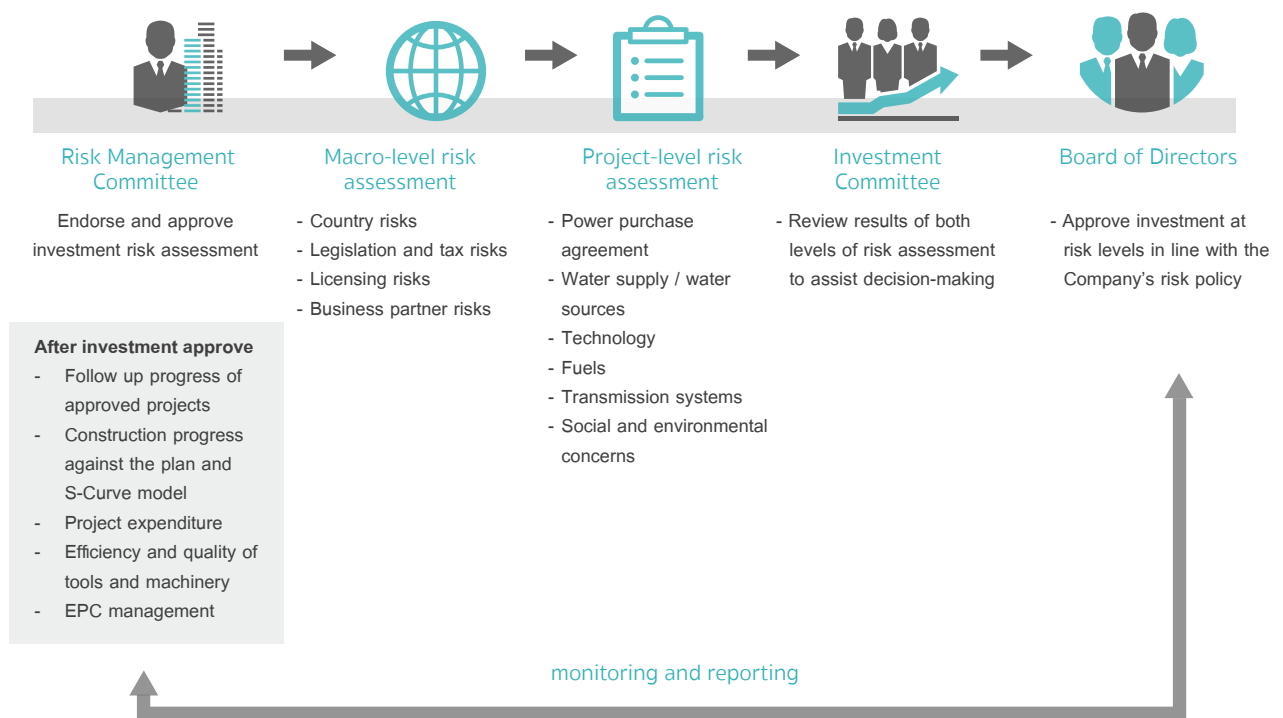 Risk Management
Committee
Endorse and approve
investment risk assessment
After investment approve
- Follow up progress of
approved projects
- Construction progress
against the plan and
S-Curve model
- Project expenditure
- Efficiency and quality of
tools and machinery
- EPC management
Macro-level risk
assessment
- Country risks
- Legislation and tax risks
- Licensing risks
- Business partner risks
Project-level risk
assessment
- Power purchase
agreement
- Water supply / water
sources
- Technology
- Fuels
- Transmission systems
- Social and environmental
concerns
Investment
Committee
- Review results of both
levels of risk assessment
to assist decision-making
Board of Directors
- Approve investment at
risk levels in line with the
Company's risk policy
monitoring and reporting